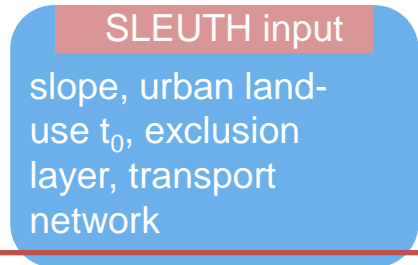 SLEUTH input
slope, urban land-
use t₀, exclusion
layer, transport
network